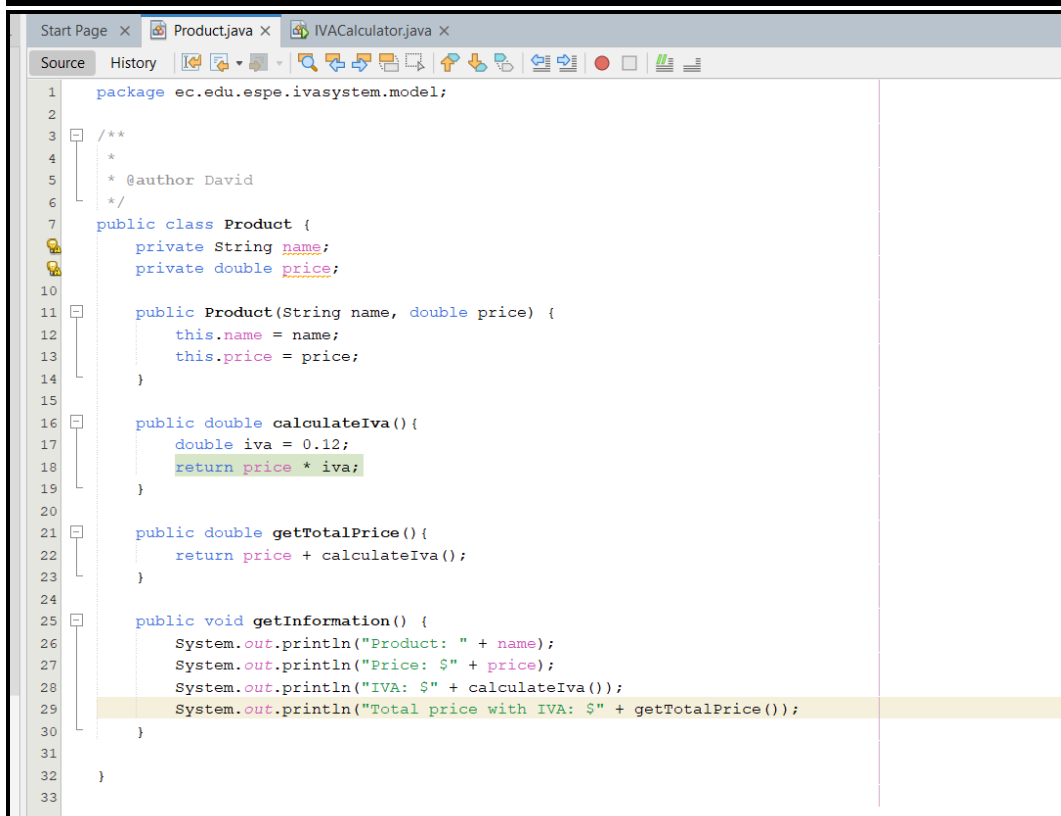 Start Page × Product.java × IVACalculator.java ×
Source History
1 package ec.edu.espe.ivasystem.model;
2
3 /**
4 *
5 * @author David
6 */
7 public class Product {
private String name;
private double price;
10
11 public Product(String name, double price) {
12 this.name = name;
13 this.price = price;
14 }
15
16 public double calculateIva(){
17 double iva = 0.12;
18 return price * iva;
19 }
20
21 public double getTotalPrice(){
22 return price + calculateIva();
23 }
24
25 public void getInformation() {
26 System.out.println("Product: " + name);
27 System.out.println("Price: $" + price);
28 System.out.println("IVA: $" + calculateIva());
29 System.out.println("Total price with IVA: $" + getTotalPrice());
30 }
31
32 }
33